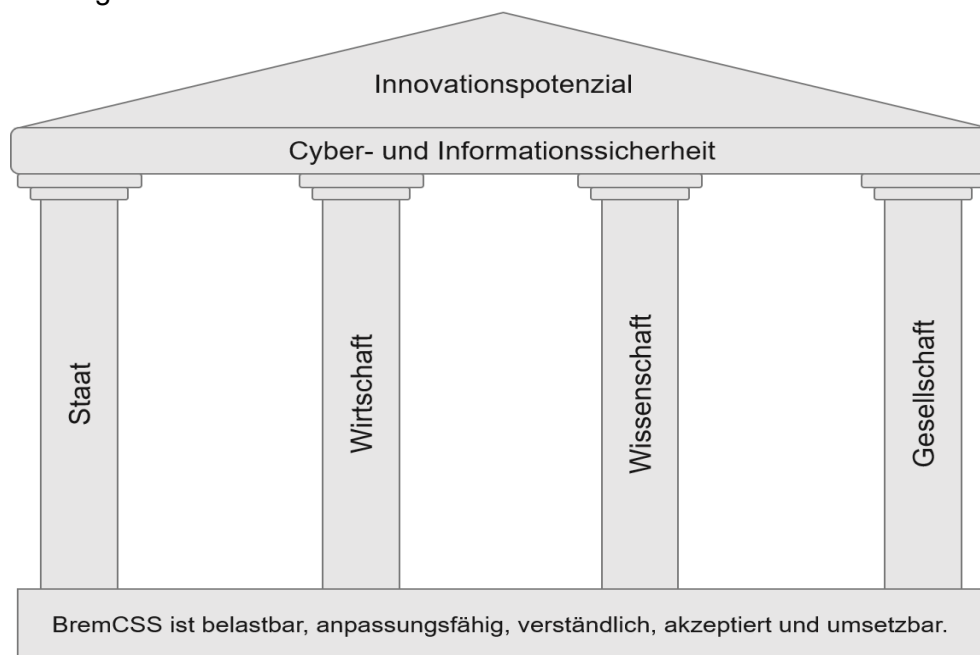 Innovationspotenzial
Cyber- und Informationssicherheit
Staat
Wirtschaft
Wissenschaft
Gesellschaft
BremCSS ist belastbar, anpassungsfähig, verständlich, akzeptiert und umsetzbar.